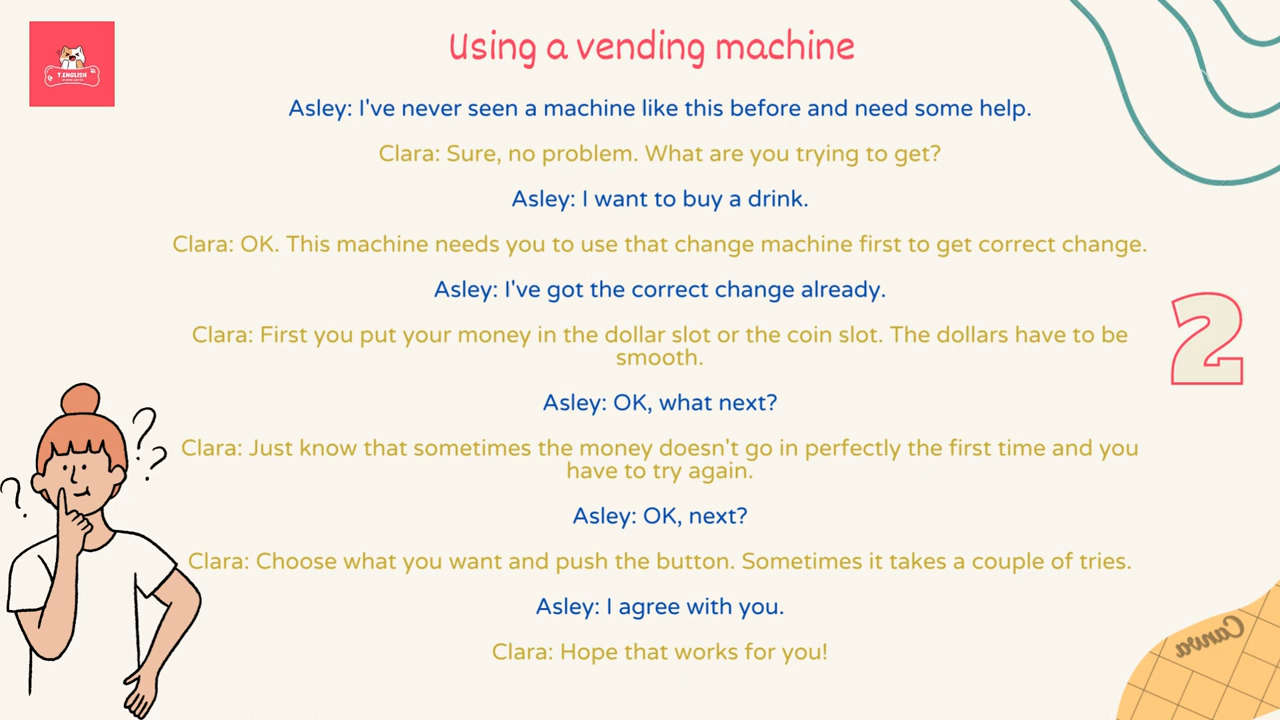 T.ENGLISH
Using a vending machine
Asley: I've never seen a machine like this before and need some help.
Clara: Sure, no problem. What are you trying to get?
Asley: I want to buy a drink.
Clara: OK. This machine needs you to use that change machine first to get correct change.
Asley: I've got the correct change already.
Clara: First you put your money in the dollar slot or the coin slot. The dollars have to be
smooth.
Asley: OK, what next?
Clara: Just know that sometimes the money doesn't go in perfectly the first time and you
have to try again.
Asley: OK, next?
Clara: Choose what you want and push the button. Sometimes it takes a couple of tries.
Asley: I agree with you.
Clara: Hope that works for you!
2
? ? ?
Canva